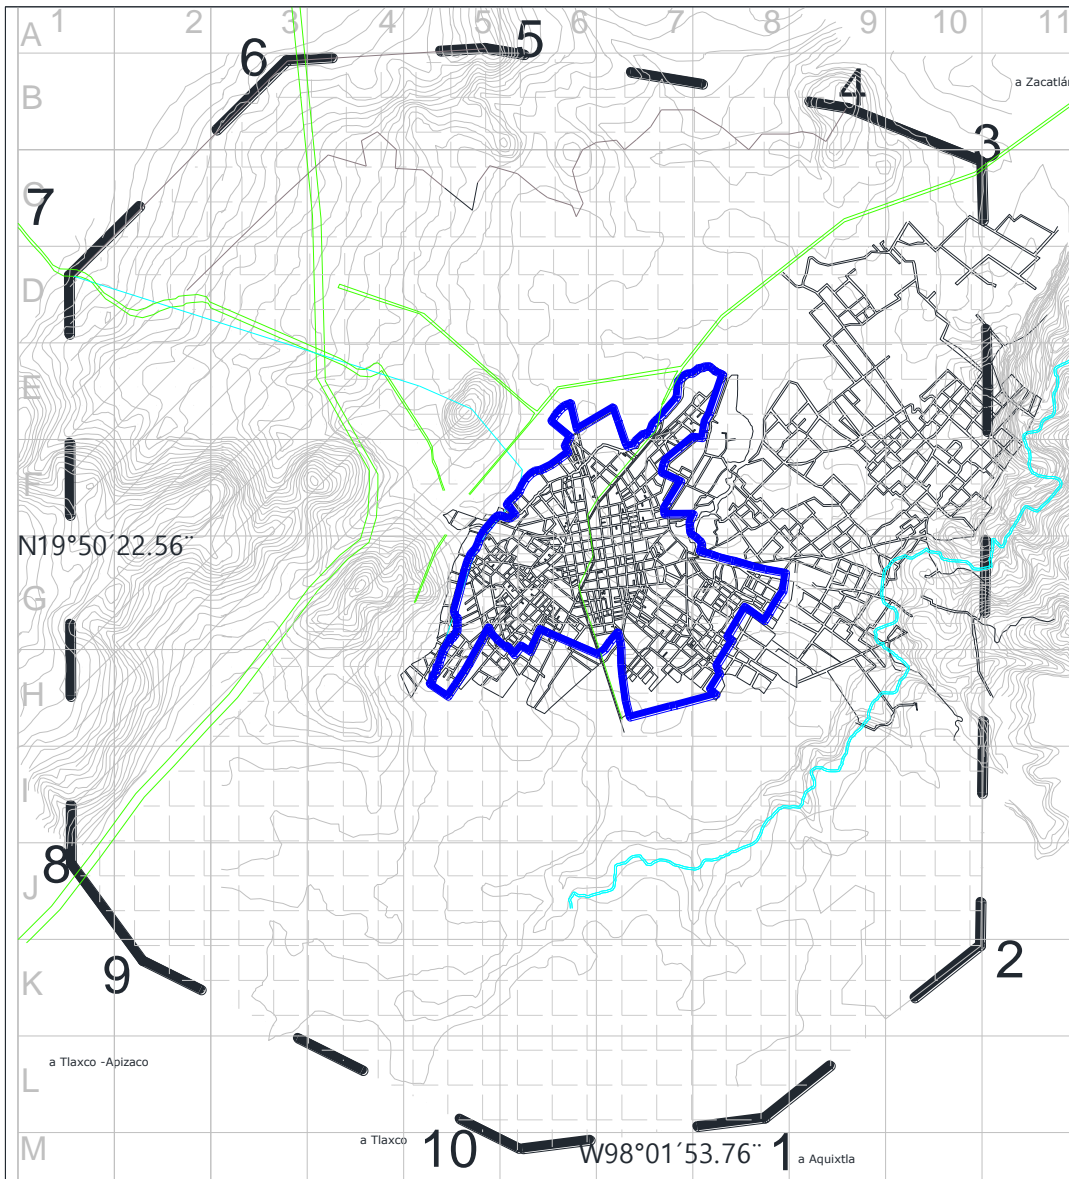 1 2 3 4 5 6 7 8 9 10 11
A
5
6
B
4
a Zacatlán
3
C
7
D
E
F
N19°50´22.56¨
G
H
I
8
J
2
9
K
a Tlaxco -Apizaco
L
a Tlaxco
10
W98°01´53.76¨
1
a Aquixtla
M